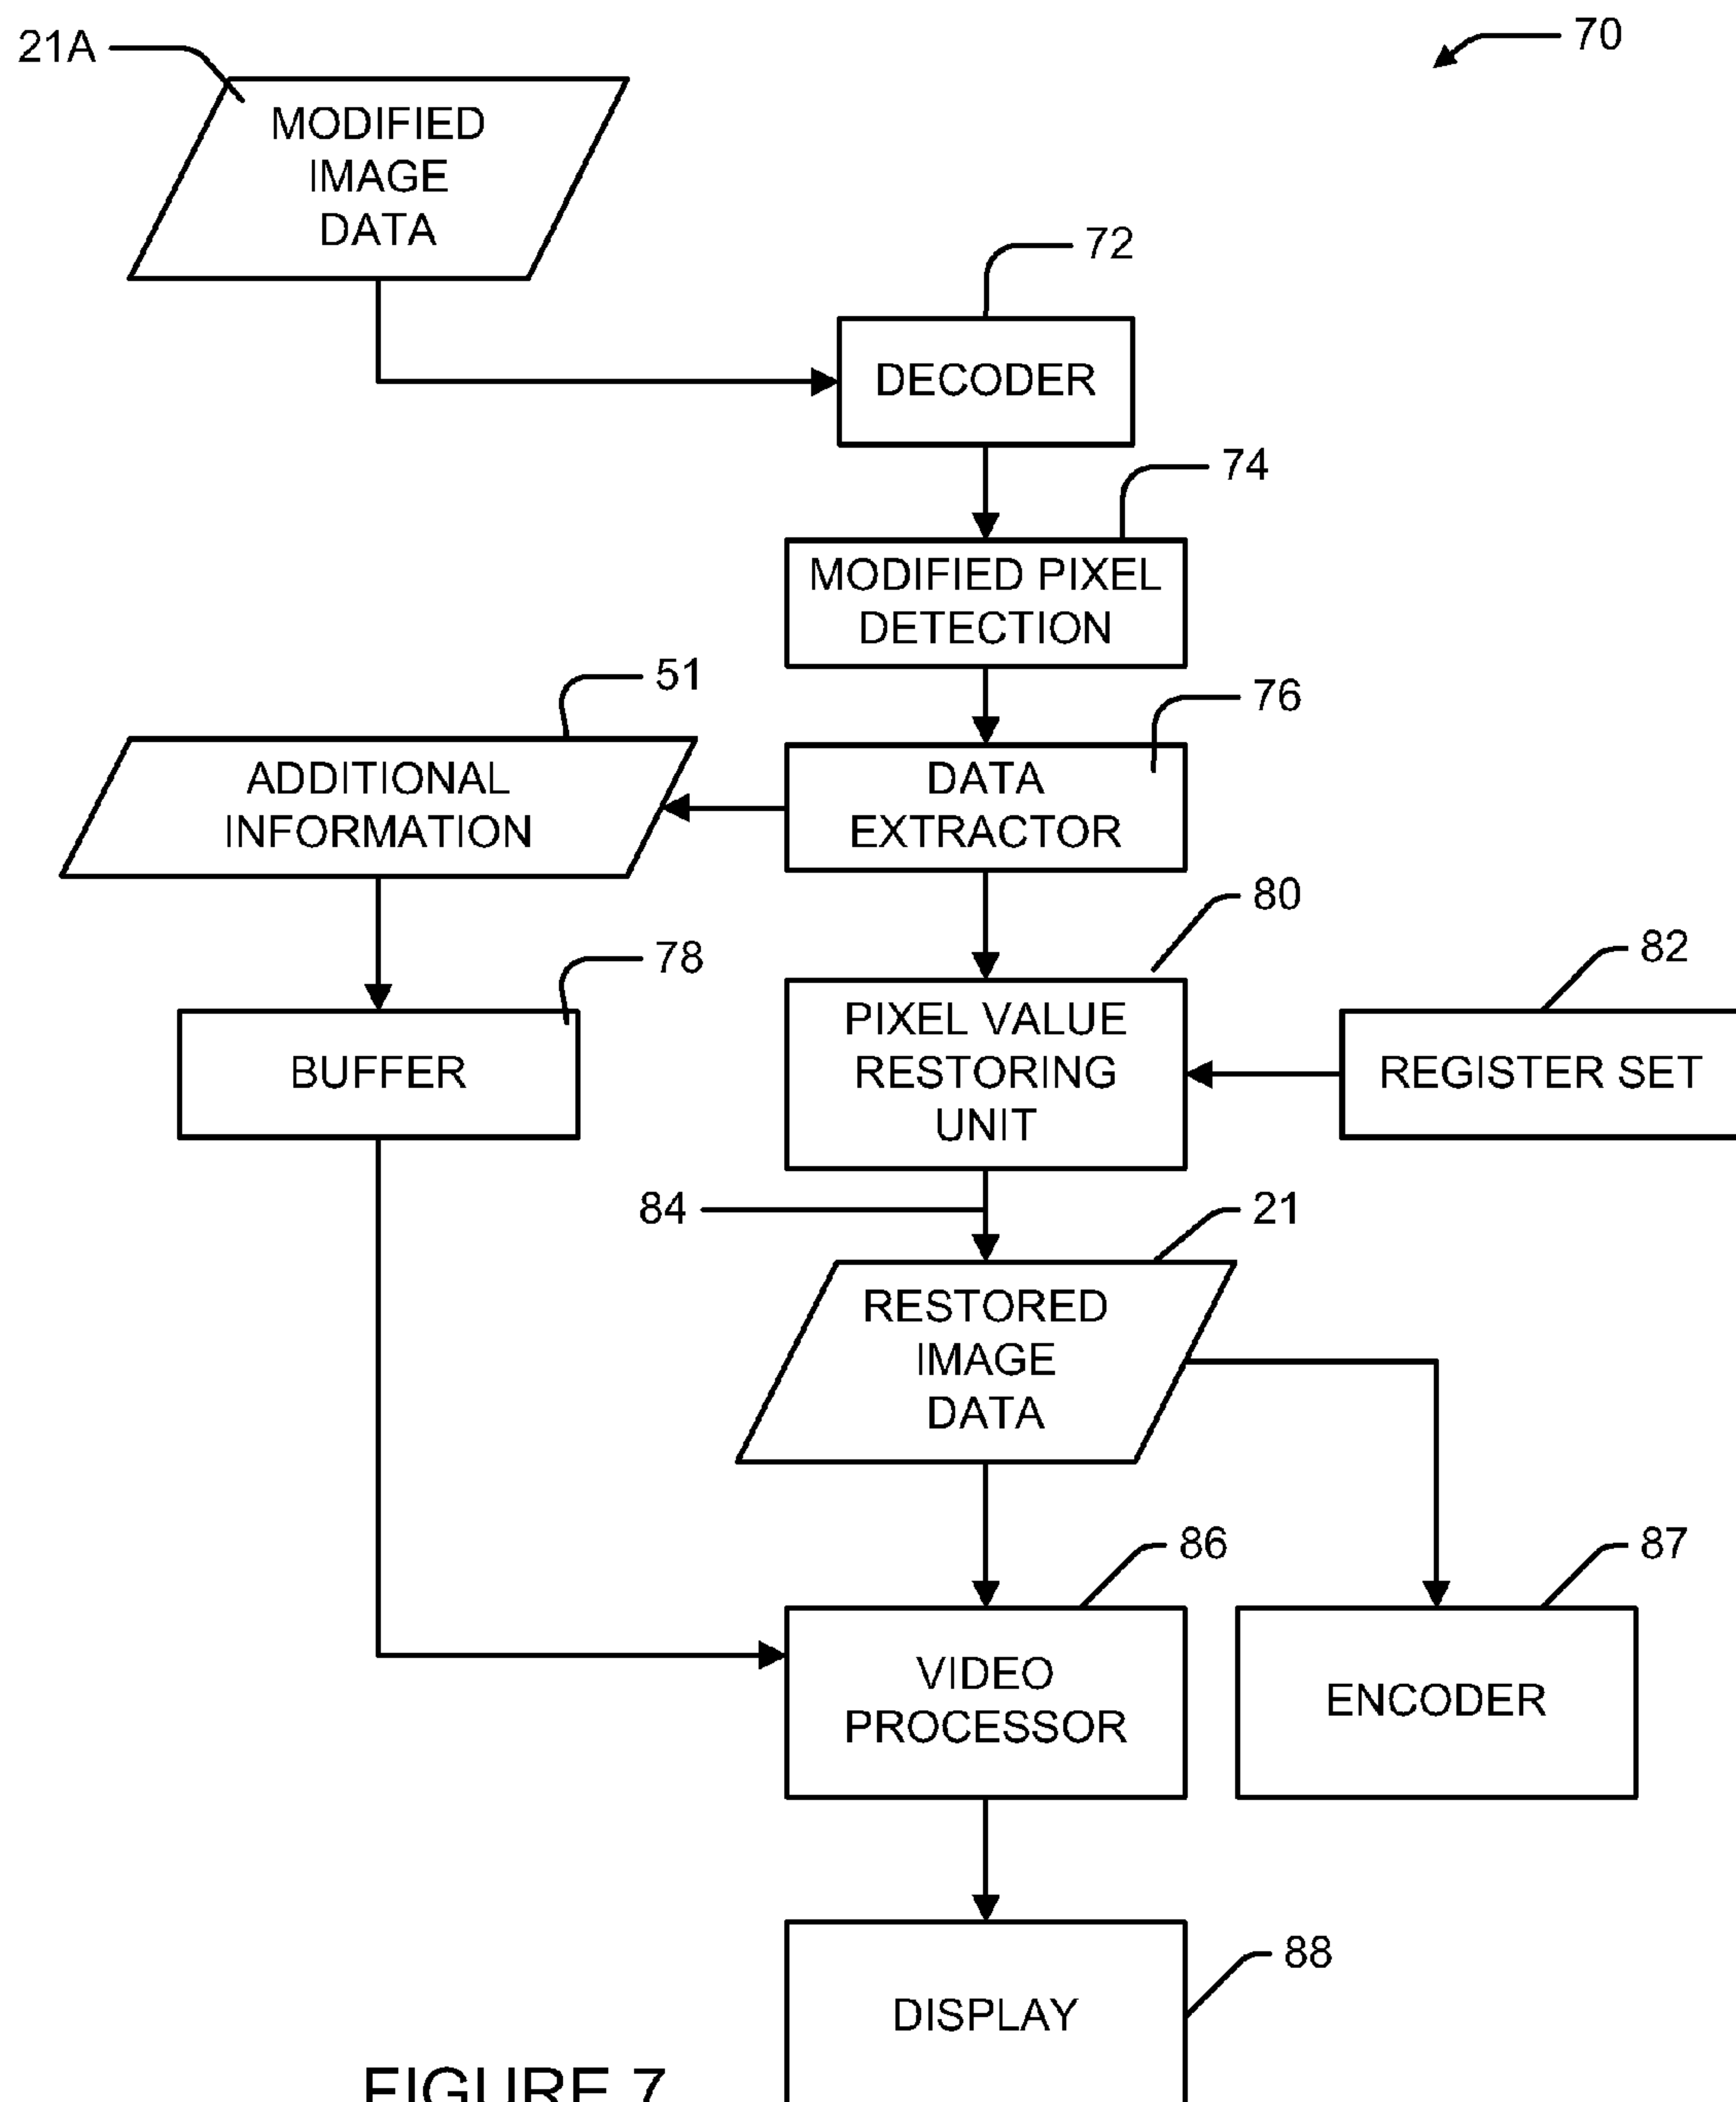 21A
70
MODIFIED
IMAGE
DATA
72
DECODER
74
MODIFIED PIXEL
DETECTION
51
76
ADDITIONAL
INFORMATION
DATA
EXTRACTOR
80
78
82
BUFFER
PIXEL VALUE
RESTORING
UNIT
REGISTER SET
84
21
RESTORED
IMAGE
DATA
86
87
VIDEO
PROCESSOR
ENCODER
88
DISPLAY
FIGURE 7